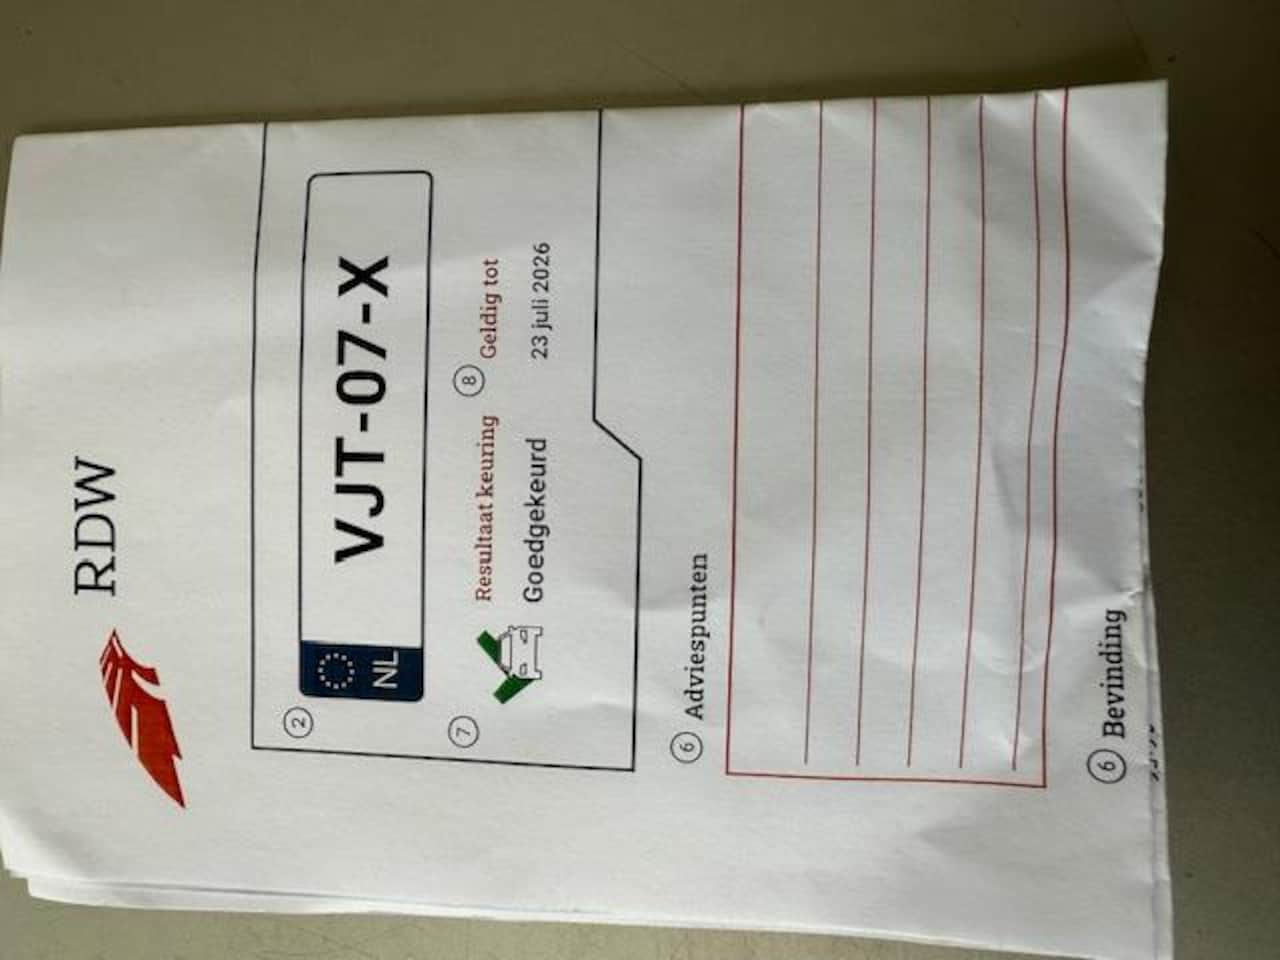 RDW
2
NL
VJT-07-X
7
Resultaat keuring
8
Geldig tot
Goedgekeurd
23 juli 2026
6 Adviespunten
6 Bevinding